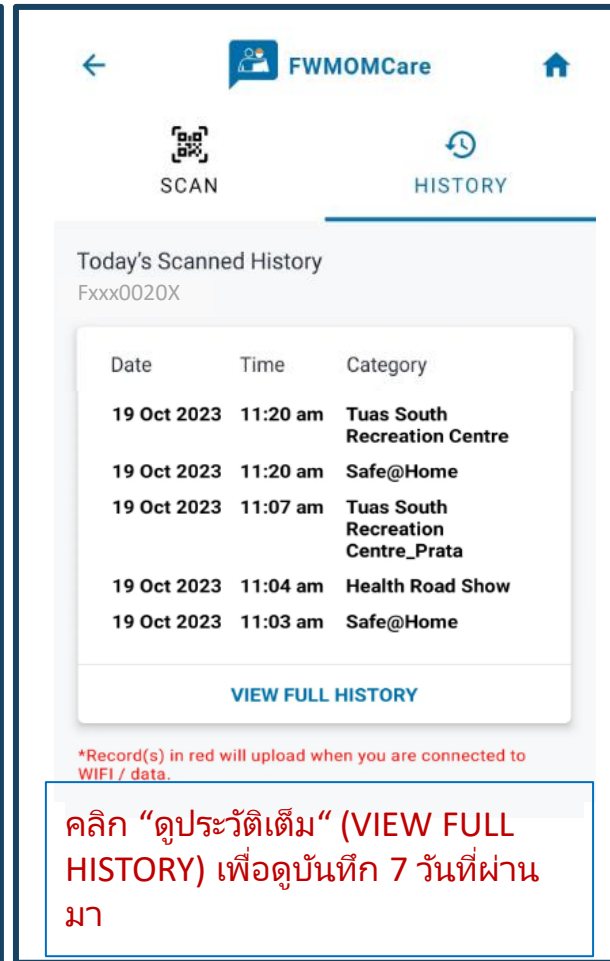 FWMOMCare
SCAN
HISTORY
Today's Scanned History
Fxxx0020X
Date Time Category
19 Oct 2023 11:20 am Tuas South
Recreation Centre
19 Oct 2023 11:20 am Safe@Home
19 Oct 2023 11:07 am Tuas South
Recreation
Centre_Prata
19 Oct 2023 11:04 am Health Road Show
19 Oct 2023 11:03 am Safe@Home
VIEW FULL HISTORY
*Record(s) in red will upload when you are connected to
WIFI / data.
คลิก “ดูประวัติเต็ม“ (VIEW FULL
HISTORY) เพื่อดูบันทึก 7 วันที่ผ่าน
มา